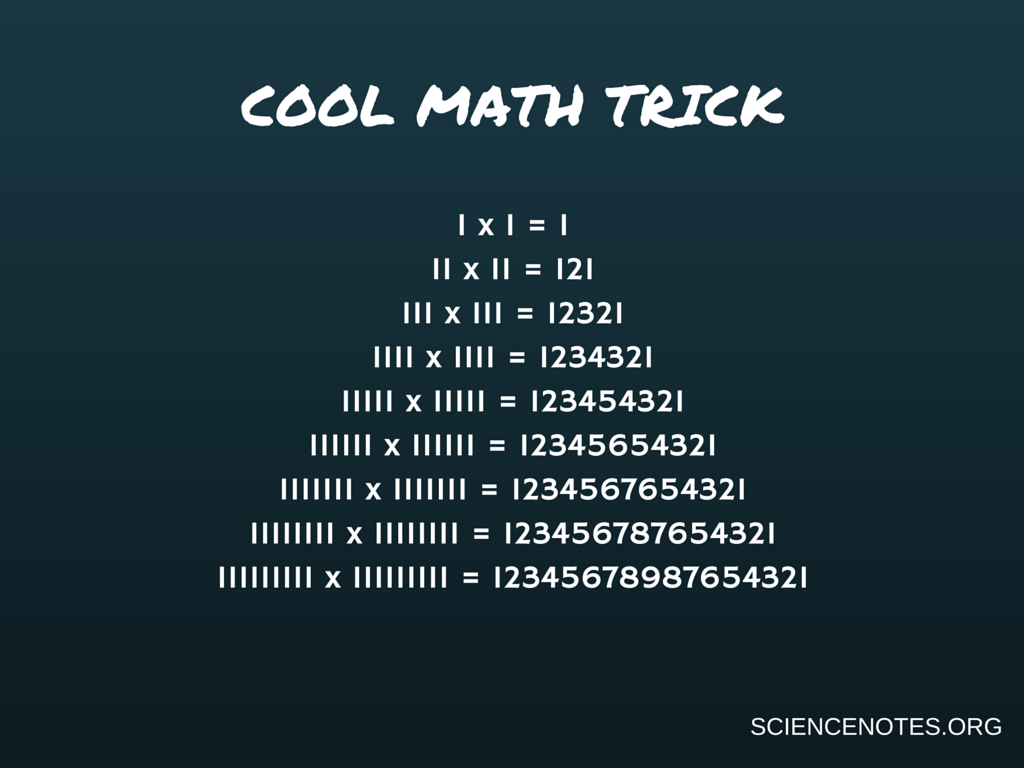 COOL MATH TRICK
1 x 1 = 1
11 x 11 = 121
111 x 111 = 12321
1111 x 1111 = 1234321
11111 x 11111 = 123454321
111111 x 111111 = 12345654321
1111111 x 1111111 = 1234567654321
11111111 x 11111111 = 123456787654321
111111111 x 111111111 = 12345678987654321
SCIENCENOTES.ORG